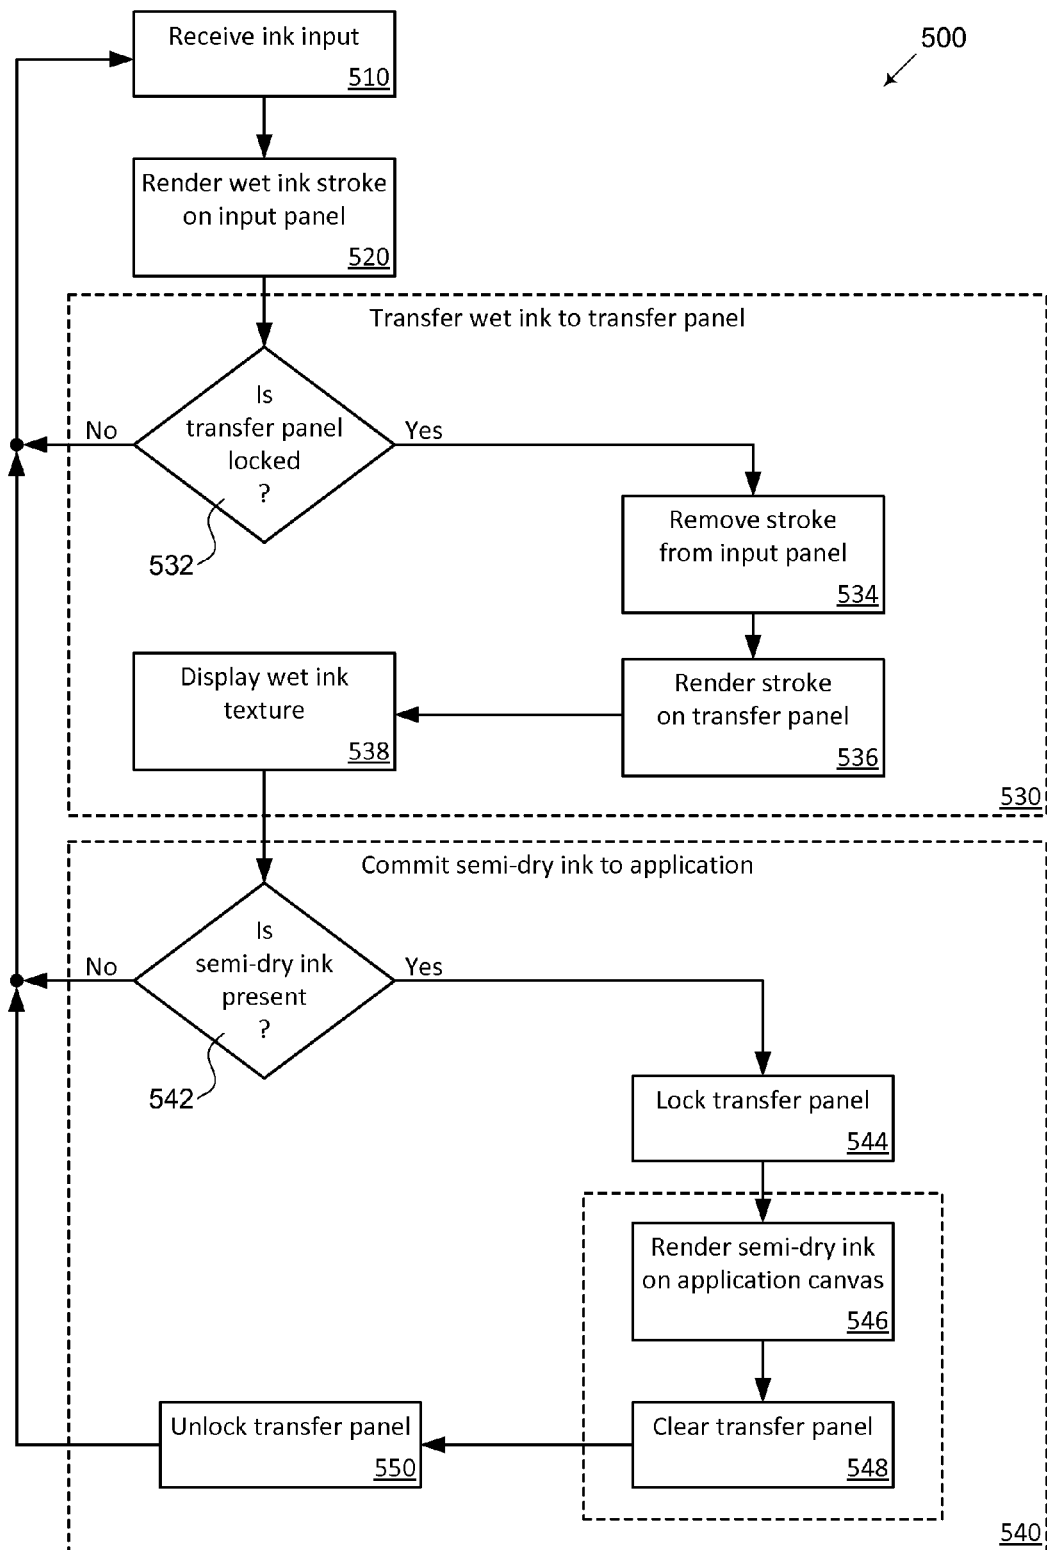 Receive ink input
510
500
Render wet ink stroke
on input panel
520
Transfer wet ink to transfer panel
Is
transfer panel
locked
?
No
Yes
532
Remove stroke
from input panel
534
Display wet ink
texture
538
Render stroke
on transfer panel
536
530
Commit semi-dry ink to application
Is
semi-dry ink
present
?
No
Yes
542
Lock transfer panel
544
Render semi-dry ink
on application canvas
546
Unlock transfer panel
550
Clear transfer panel
548
540